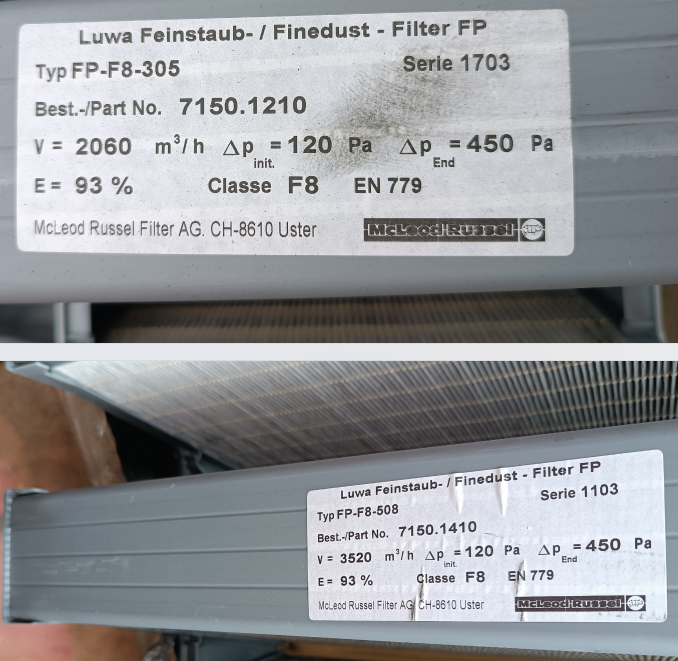 Luwa Feinstaub- / Finedust - Filter FP
Typ FP-F8-305 Serie 1703
Best.-/Part No. 7150.1210
V = 2060 m³/h Δp init. = 120 Pa Δp End = 450 Pa
E = 93 % Classe F8 EN 779
McLeod Russel Filter AG. CH-8610 Uster McLeod Russel
Luwa Feinstaub- / Finedust - Filter FP
Typ FP-F8-508 Serie 1103
Best.-/Part No. 7150.1410
V = 3520 m³/h Δp init. = 120 Pa Δp End = 450 Pa
E = 93 % Classe F8 EN 779
McLeod Russel Filter AG CH-8610 Uster McLeod Russel